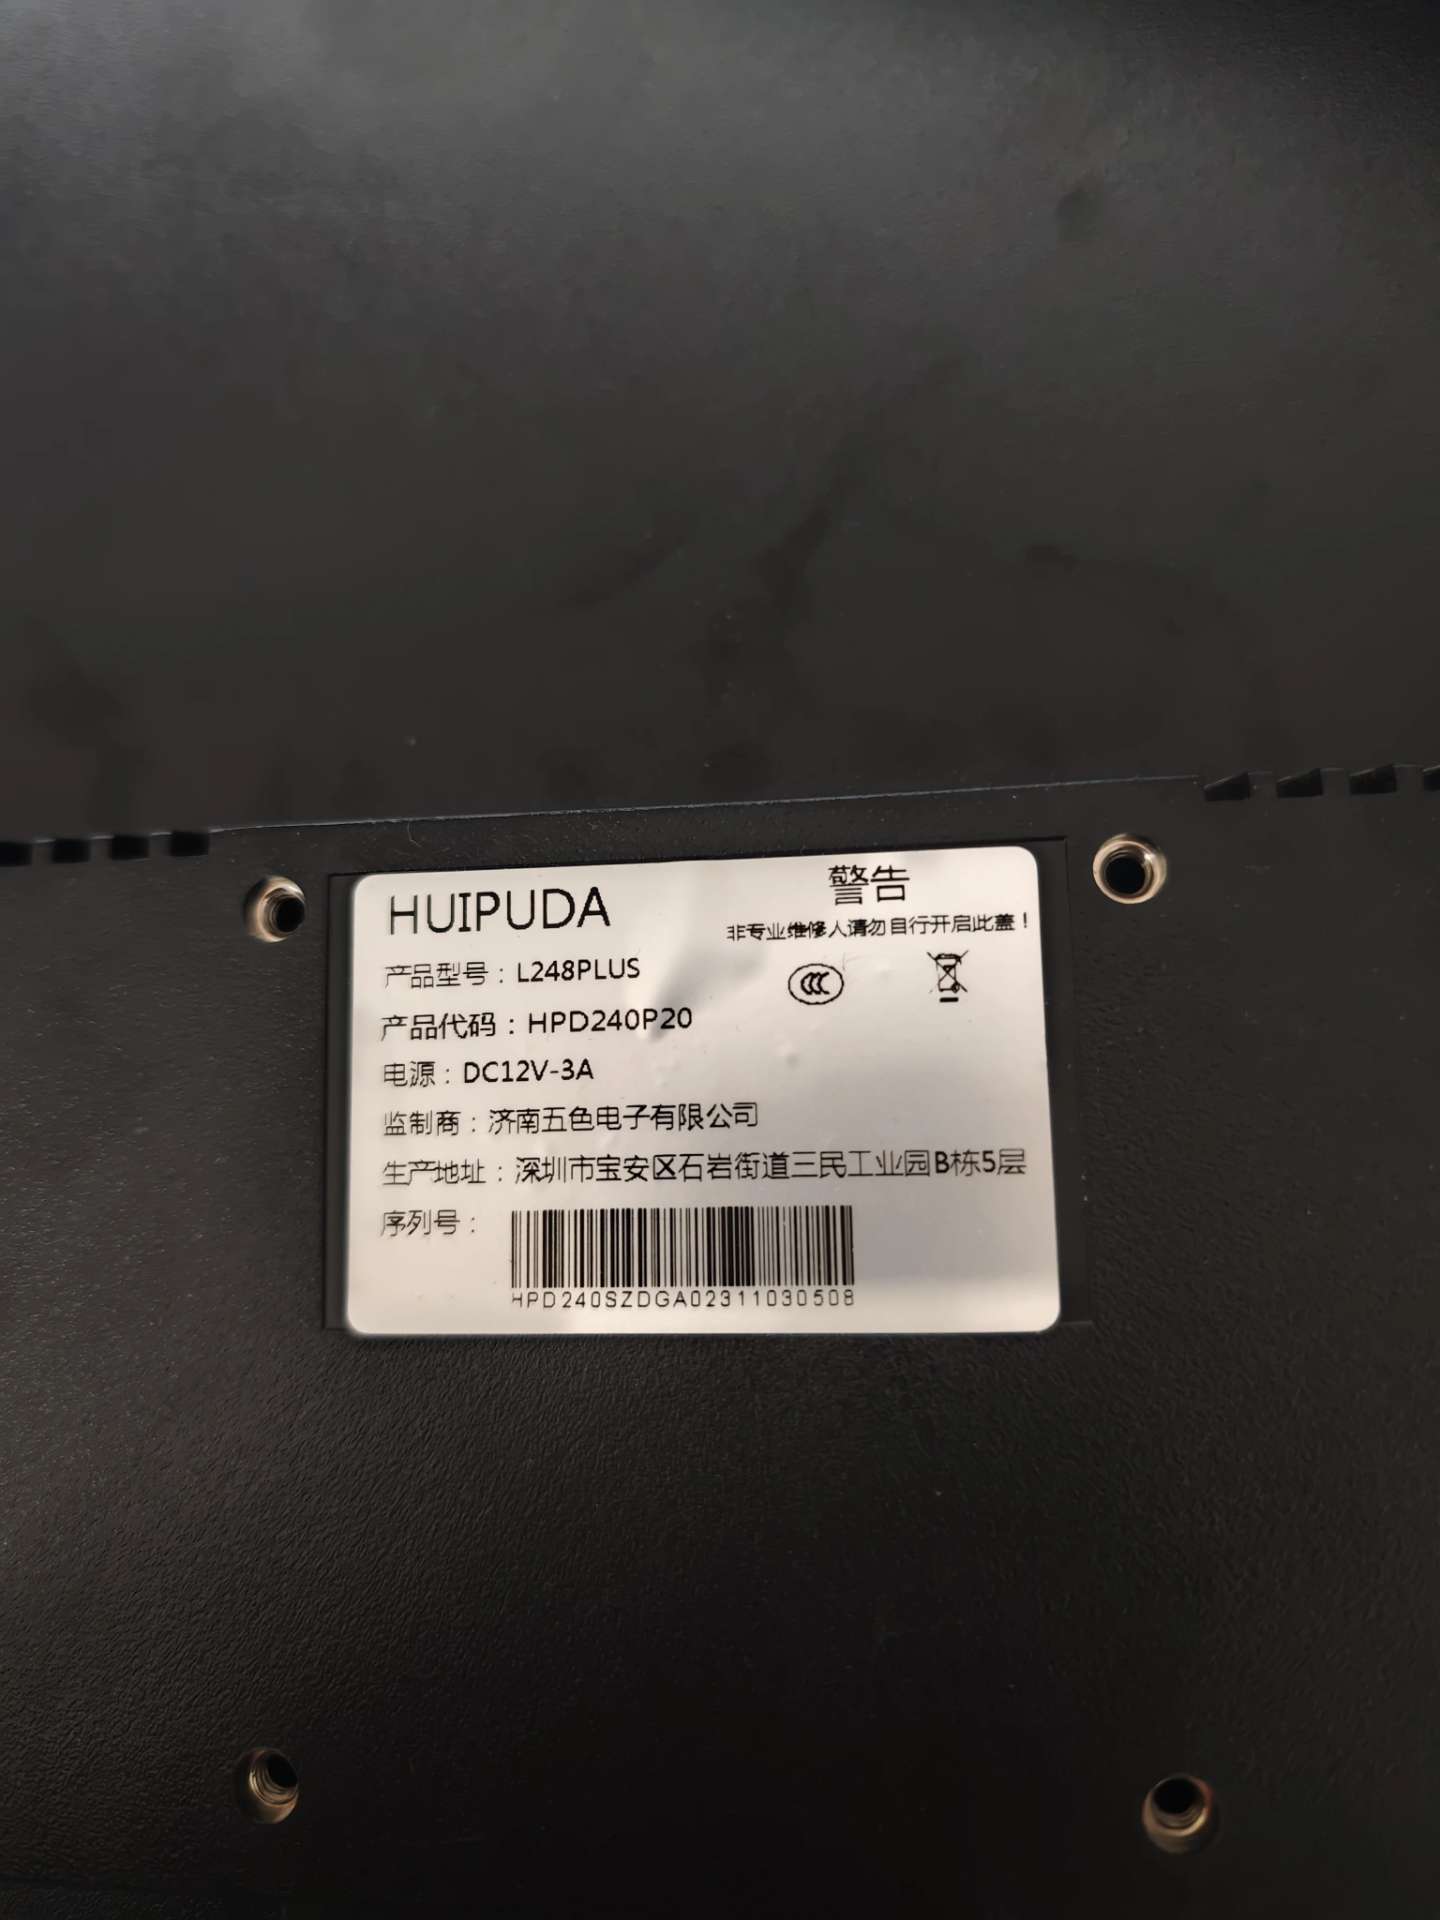 HUIPUDA
警告
非专业维修人请勿自行开启此盖！
产品型号：L248PLUS
产品代码：HPD240P20
电源：DC12V-3A
监制商：济南五色电子有限公司
生产地址：深圳市宝安区石岩街道三民工业园B栋5层
序列号：
HPD240SZDGA02311030508